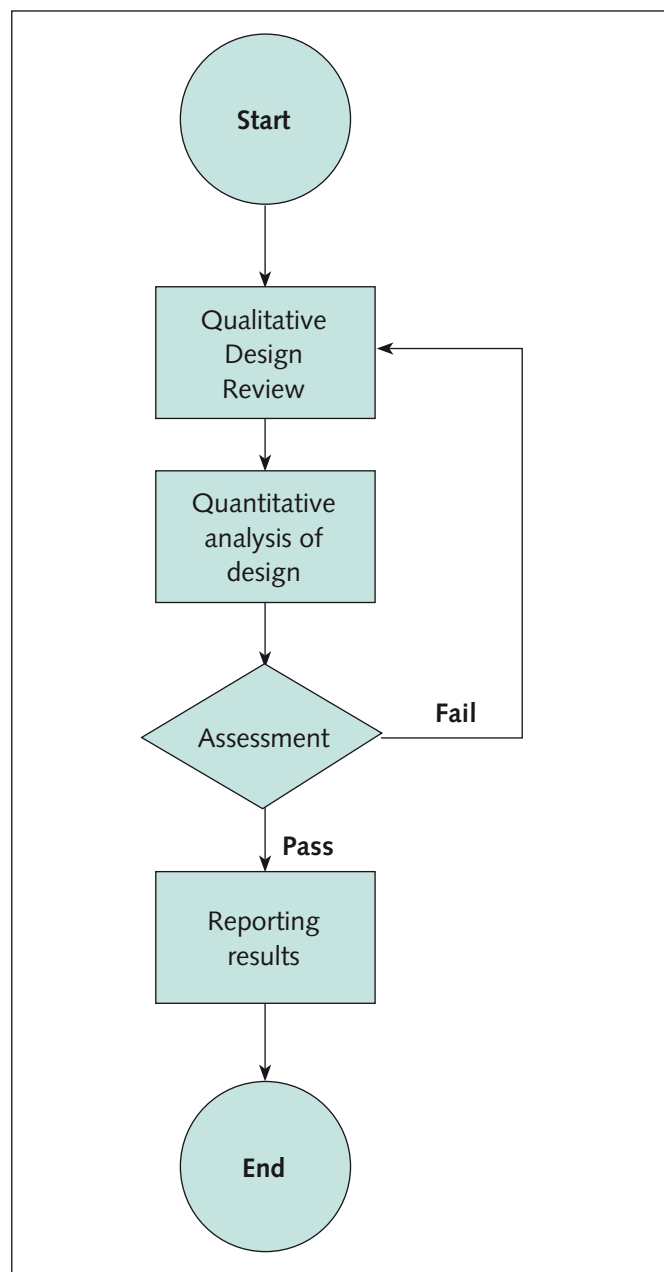 Start
Qualitative
Design
Review
Quantitative
analysis of
design
Assessment
Fail
Pass
Reporting
results
End